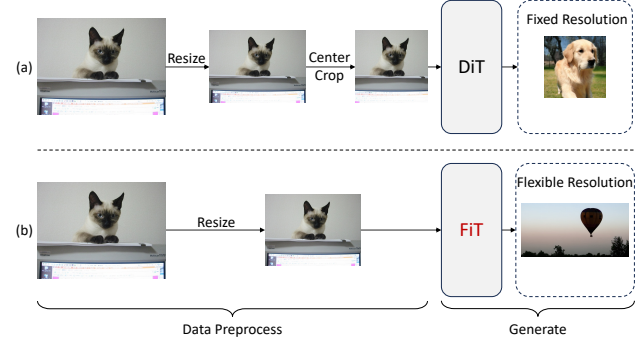 Fixed Resolution
(a)
Resize
Center
Crop
DiT
Flexible Resolution
(b)
Resize
FiT
Data Preprocess
Generate